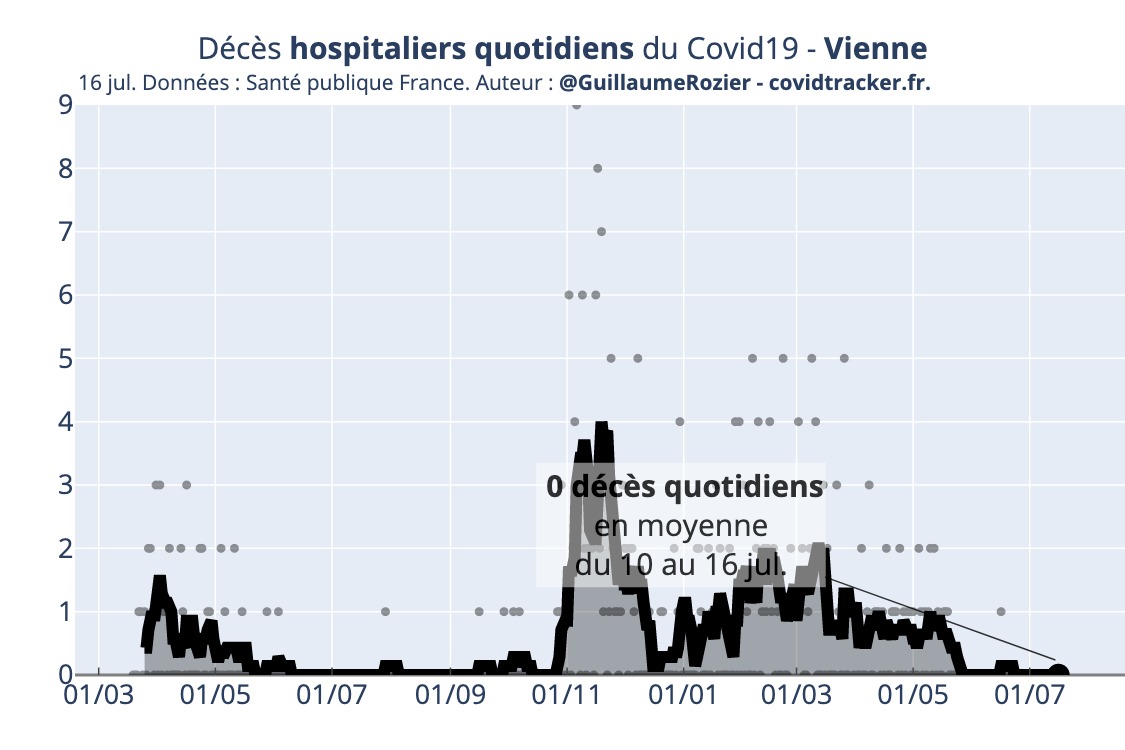 Décès hospitaliers quotidiens du Covid19 - Vienne
16 jul. Données : Santé publique France. Auteur : @GuillaumeRozier - covidtracker.fr.
9
8
7
6
5
4
3
2
1
0
0 décès quotidiens
en moyenne
du 10 au 16 jul.
01/03 01/05 01/07 01/09 01/11 01/01 01/03 01/05 01/07